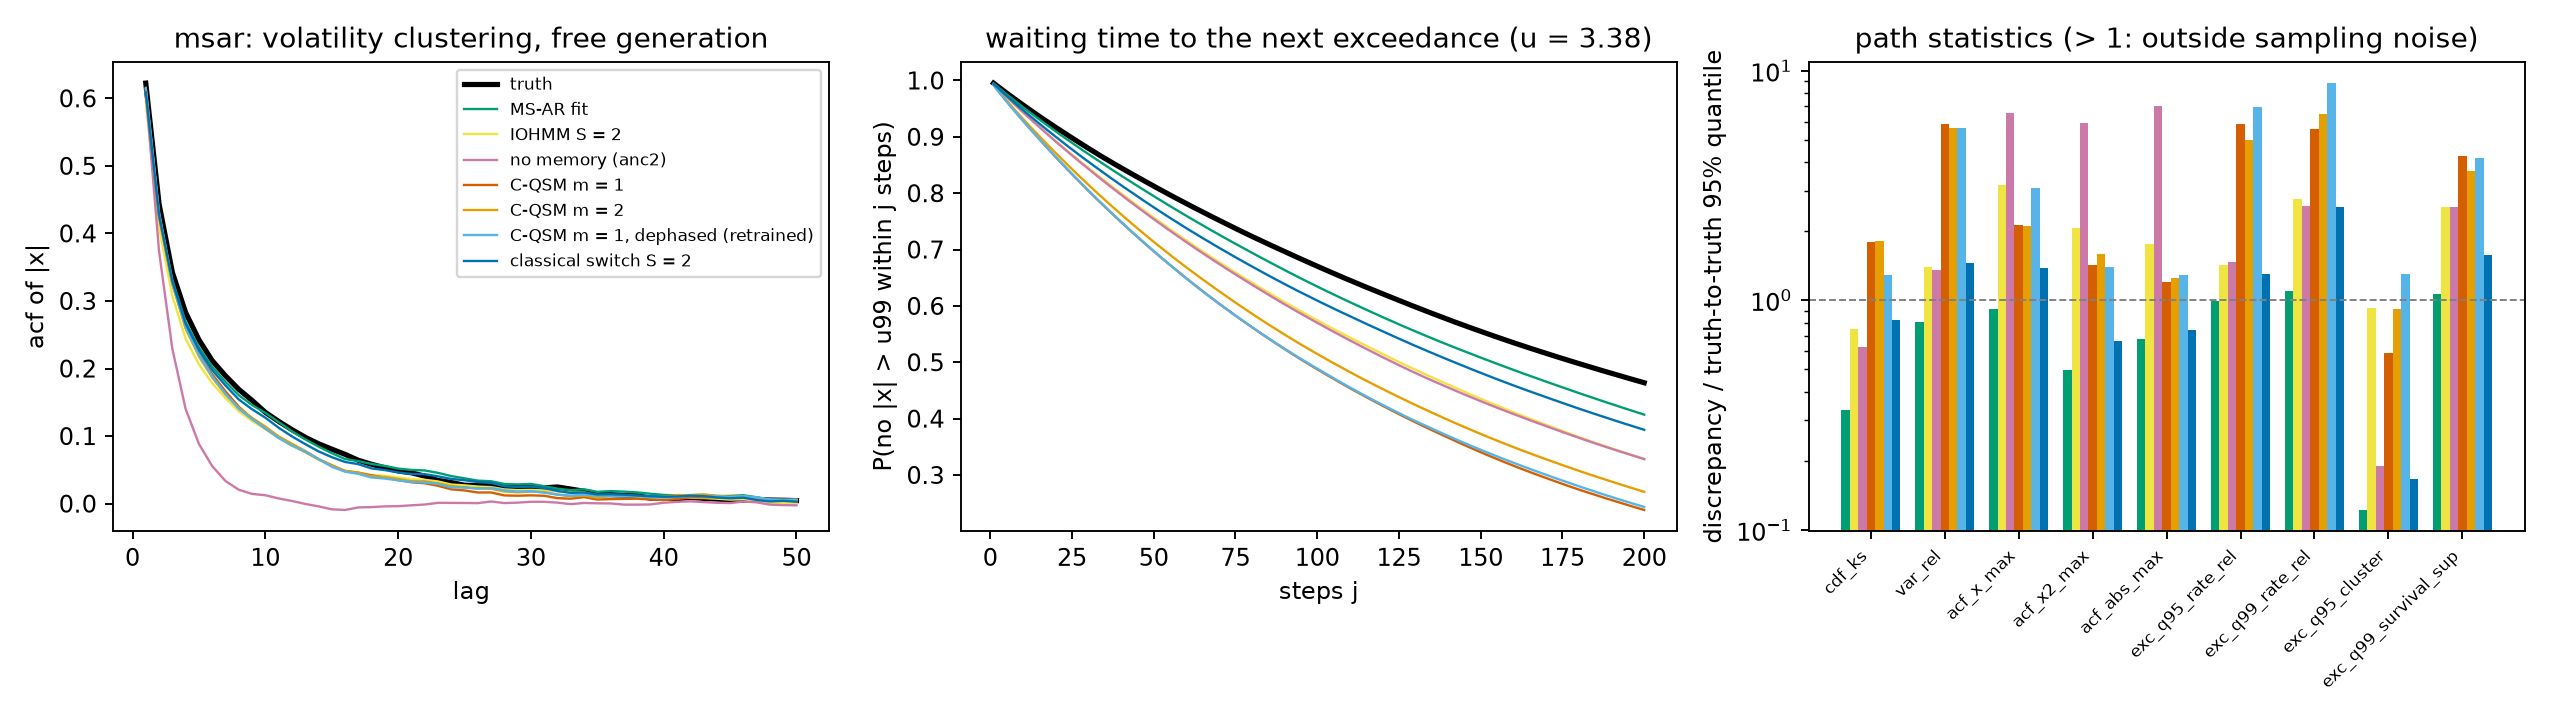 msar: volatility clustering, free generation
acf of |x|
0.6
0.5
0.4
0.3
0.2
0.1
0.0
0
10
20
30
40
50
lag
truth
MS-AR fit
IOHMM S = 2
no memory (anc2)
C-QSM m = 1
C-QSM m = 2
C-QSM m = 1, dephased (retrained)
classical switch S = 2
waiting time to the next exceedance (u = 3.38)
P(no |x| > u99 within j steps)
1.0
0.9
0.8
0.7
0.6
0.5
0.4
0.3
0
25
50
75
100
125
150
175
200
steps j
path statistics (> 1: outside sampling noise)
discrepancy / truth-to-truth 95% quantile
10¹
10⁰
10⁻¹
cdf_ks
var_rel
acf_x_max
acf_x2_max
acf_abs_max
exc_q95_rate_rel
exc_q99_rate_rel
exc_q95_cluster
exc_q99_survival_sup